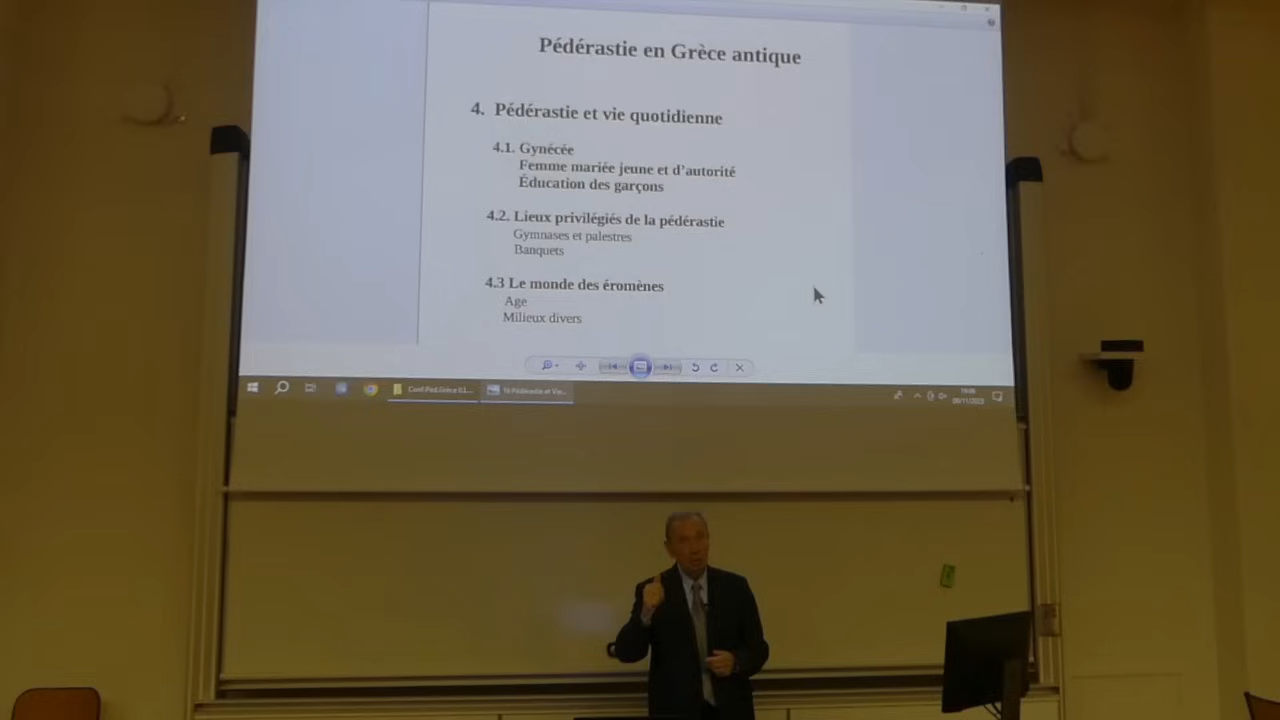 Pédérastie en Grèce antique
4. Pédérastie et vie quotidienne
4.1. Gynécée
Femme mariée jeune et d'autorité
Éducation des garçons
4.2. Lieux privilégiés de la pédérastie
Gymnases et palestres
Banquets
4.3 Le monde des éromènes
Age
Milieux divers